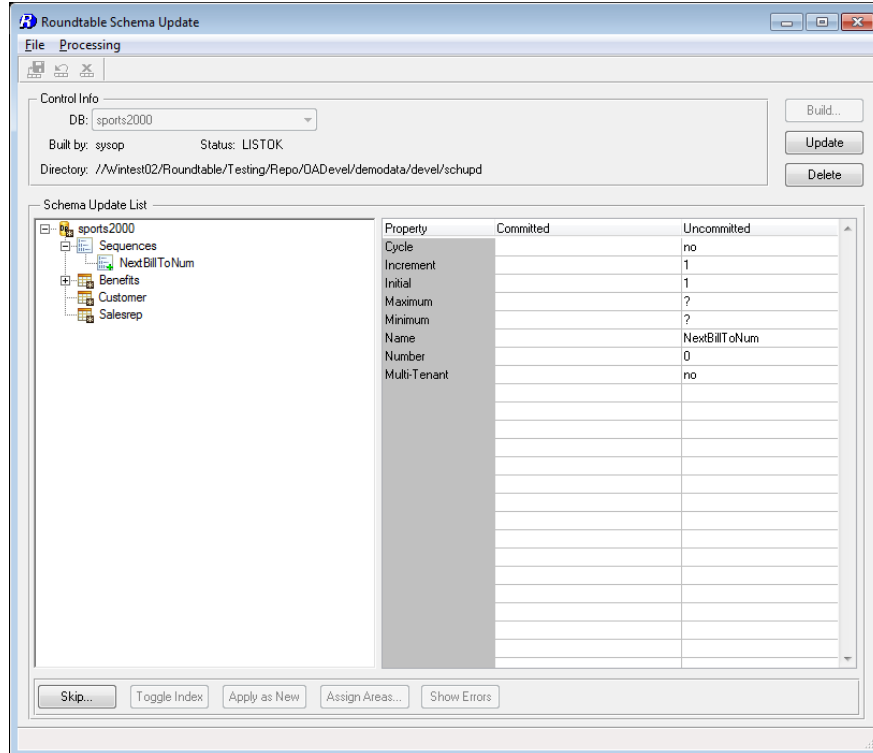 Roundtable Schema Update
File Processing
Control Info
DB: sports2000
Build...
Built by: sysop Status: LISTOK
Update
Directory: //Wintest02/Roundtable/Testing/Repo/OADevel/demodata/devel/schupd
Delete
Schema Update List
sports2000
Sequences
NextBillToNum
Benefits
Customer
Salesrep
Property Committed Uncommitted
Cycle no
Increment 1
Initial 1
Maximum ?
Minimum ?
Name NextBillToNum
Number 0
Multi-Tenant no
Skip... Toggle Index Apply as New Assign Areas... Show Errors